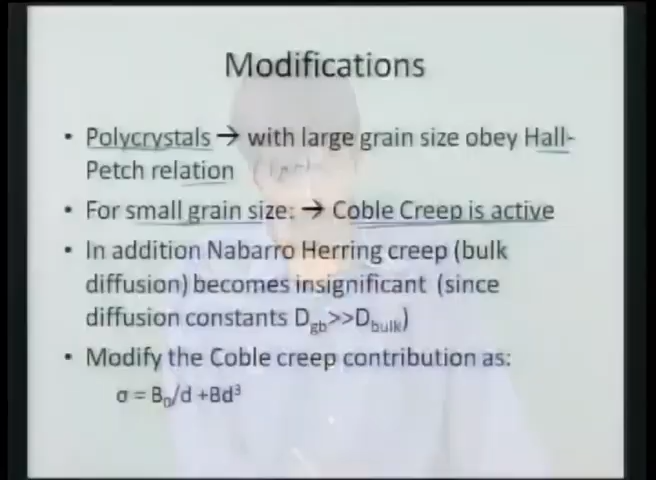 Modifications
• Polycrystals → with large grain size obey Hall-
Petch relation
• For small grain size: → Coble Creep is active
• In addition Nabarro Herring creep (bulk
diffusion) becomes insignificant (since
diffusion constants Dgb>>Dbulk)
• Modify the Coble creep contribution as:
σ = B₀/d +Bd³